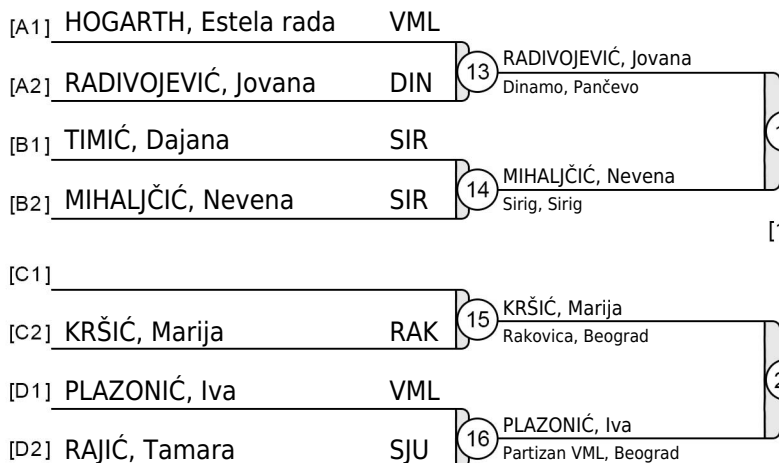 [A1] HOGARTH, Estela rada VML
13 RADIVOJEVIĆ, Jovana
[A2] RADIVOJEVIĆ, Jovana DIN
Dinamo, Pančevo
[B1] TIMIĆ, Dajana SIR
14 MIHALJČIĆ, Nevena
[B2] MIHALJČIĆ, Nevena SIR
Sirig, Sirig
[C1]
15 KRŠIĆ, Marija
[C2] KRŠIĆ, Marija RAK
Rakovica, Beograd
[D1] PLAZONIĆ, Iva VML
16 PLAZONIĆ, Iva
[D2] RAJIĆ, Tamara SJU
Partizan VML, Beograd